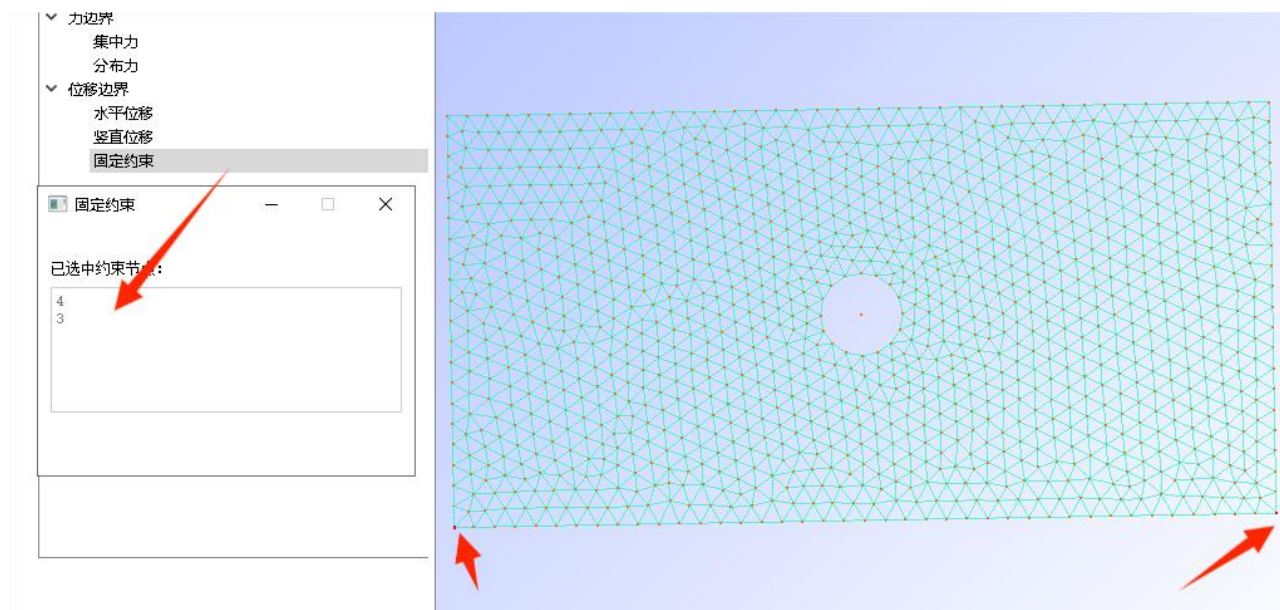 力边界
集中力
分布力
位移边界
水平位移
竖直位移
固定约束
固定约束
已选中约束节点:
4
3